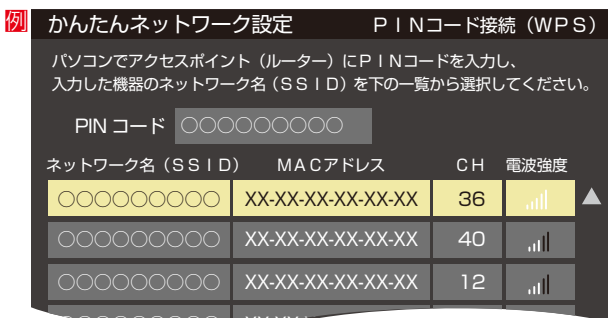 例
かんたんネットワーク設定 PINコード接続(WPS)
パソコンでアクセスポイント(ルーター)にPINコードを入力し、
入力した機器のネットワーク名(SSID)を下の一覧から選択してください。
PIN コード ○○○○○○○○○
ネットワーク名(SSID) MACアドレス CH 電波強度
○○○○○○○○○ XX-XX-XX-XX-XX-XX 36
○○○○○○○○○ XX-XX-XX-XX-XX-XX 40
○○○○○○○○○ XX-XX-XX-XX-XX-XX 12